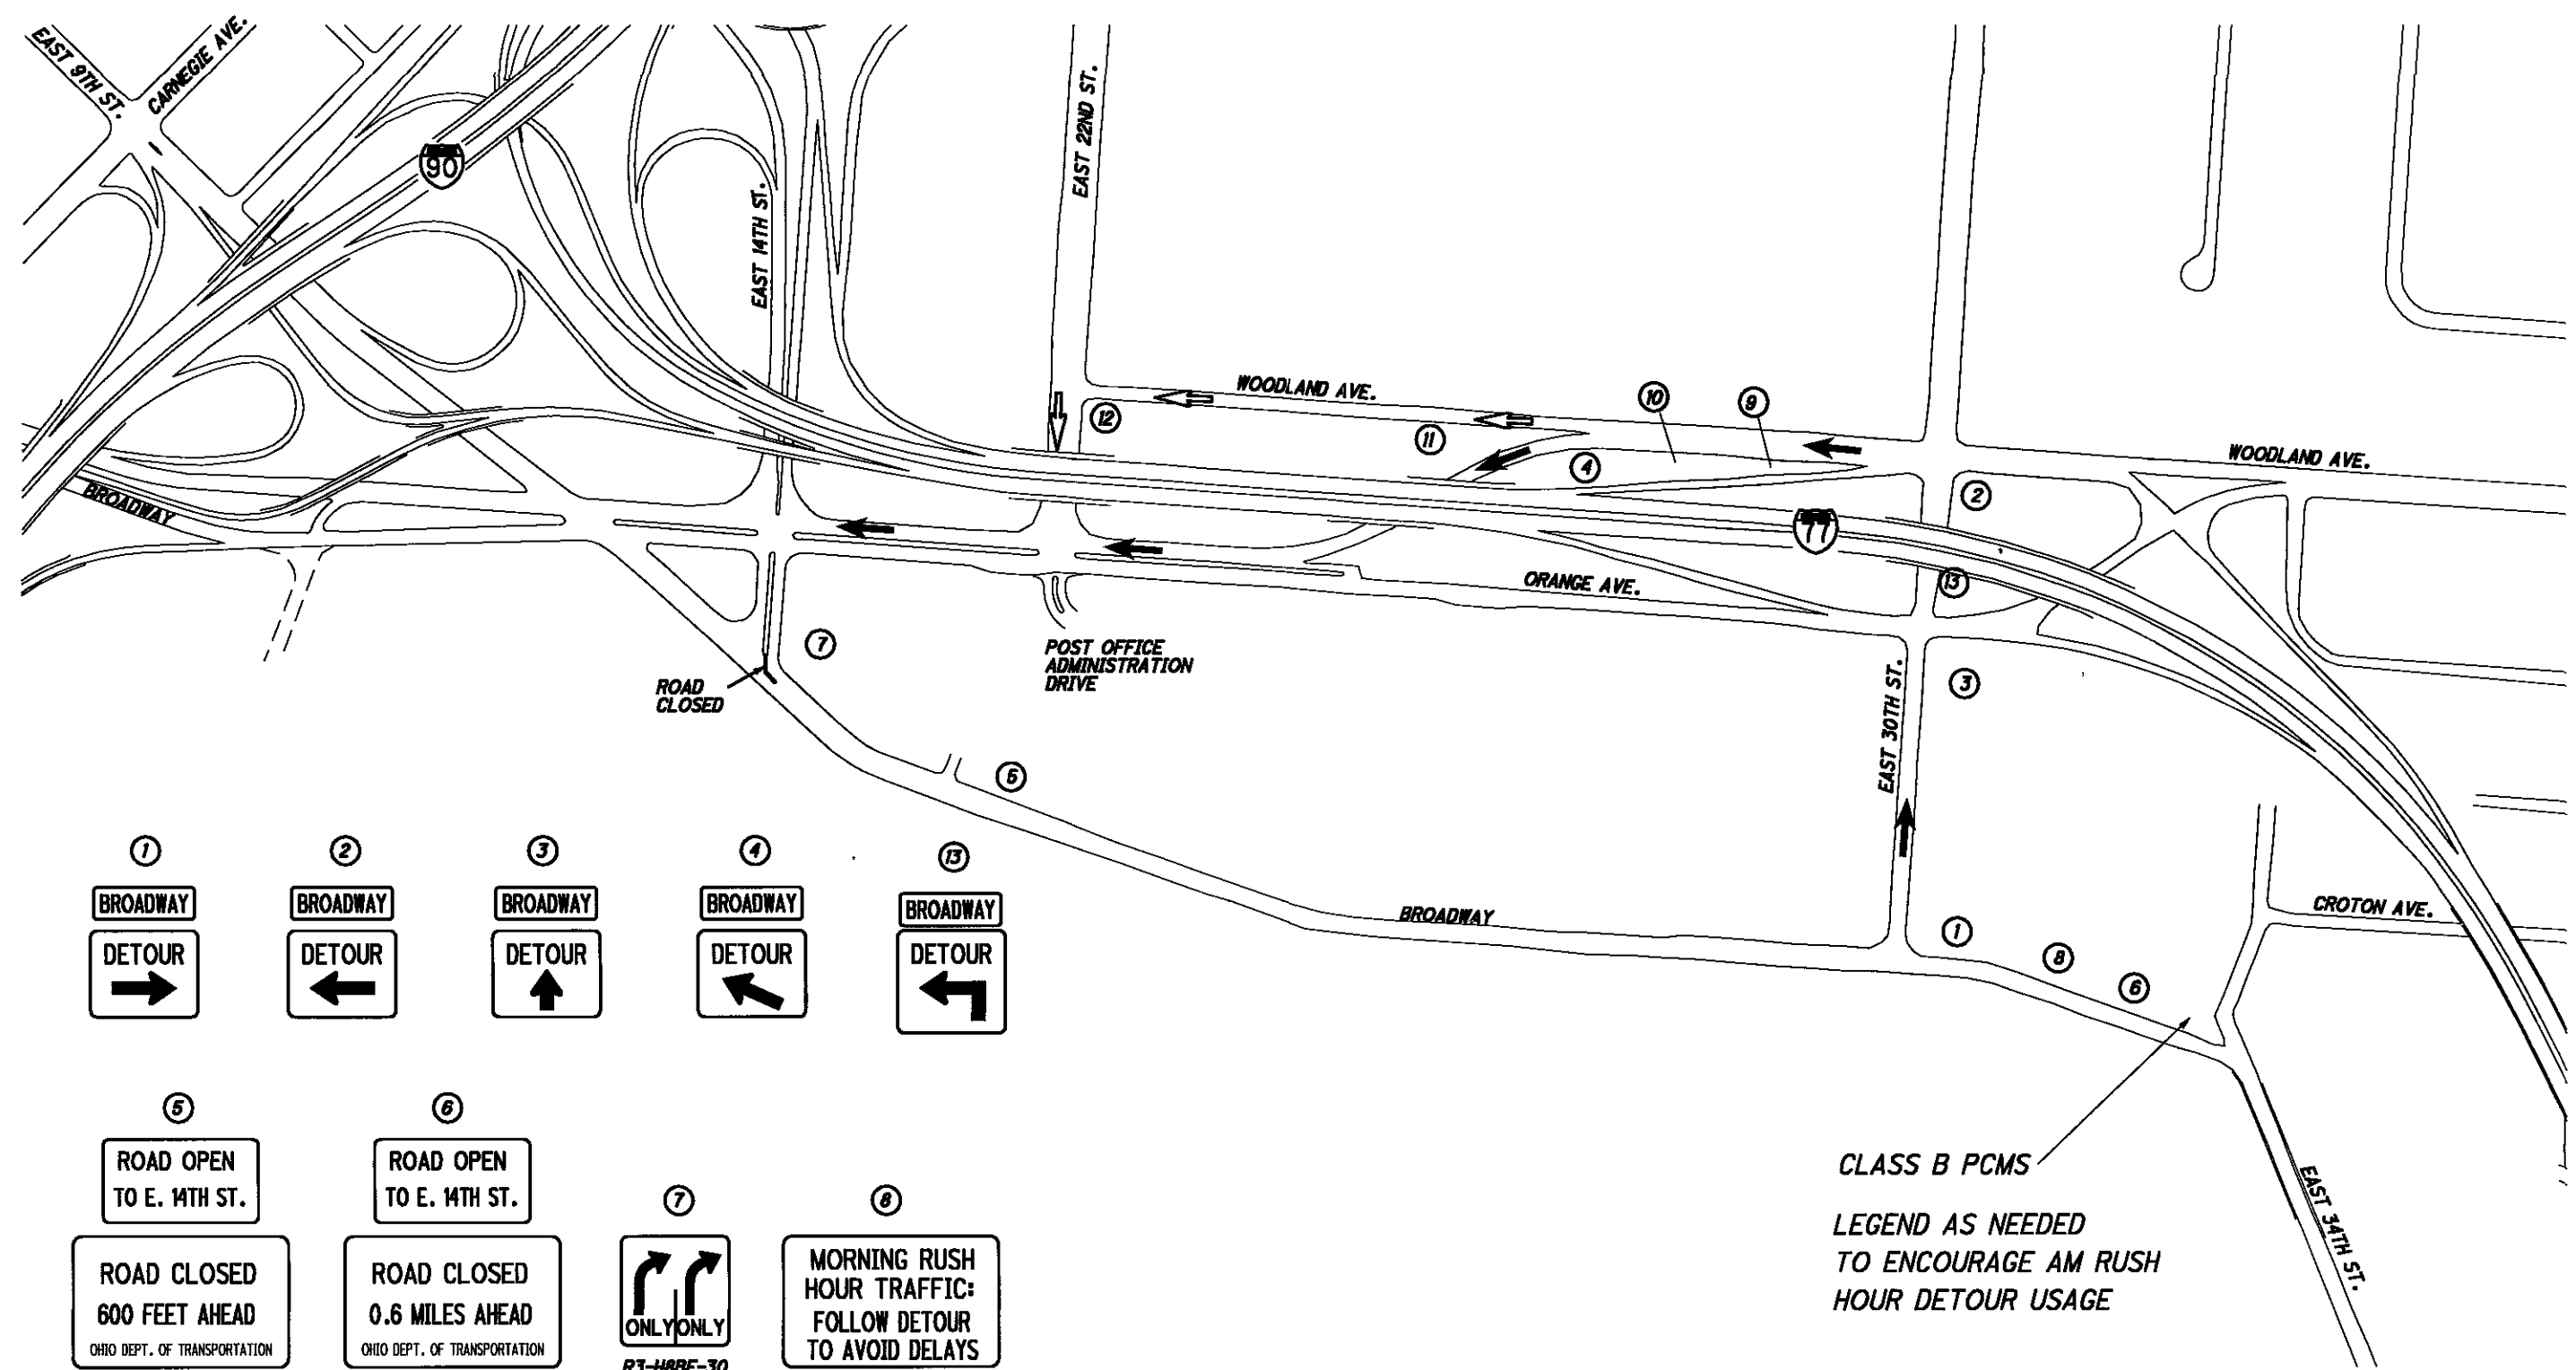 EAST 9TH ST.
CARNEGIE AVE.
90
EAST 14TH ST.
EAST 22ND ST.
WOODLAND AVE.
10
9
12
11
4
WOODLAND AVE.
2
77
13
BROADWAY
ORANGE AVE.
7
POST OFFICE
ADMINISTRATION
DRIVE
ROAD
CLOSED
3
EAST 30TH ST.
5
BROADWAY
1
8
6
CROTON AVE.
EAST 34TH ST.
CLASS B PCMS
LEGEND AS NEEDED
TO ENCOURAGE AM RUSH
HOUR DETOUR USAGE
1
BROADWAY
DETOUR
2
BROADWAY
DETOUR
3
BROADWAY
DETOUR
4
BROADWAY
DETOUR
13
BROADWAY
DETOUR
5
ROAD OPEN
TO E. 14TH ST.
ROAD CLOSED
600 FEET AHEAD
OHIO DEPT. OF TRANSPORTATION
6
ROAD OPEN
TO E. 14TH ST.
ROAD CLOSED
0.6 MILES AHEAD
OHIO DEPT. OF TRANSPORTATION
7
ONLY ONLY
8
MORNING RUSH
HOUR TRAFFIC:
FOLLOW DETOUR
TO AVOID DELAYS